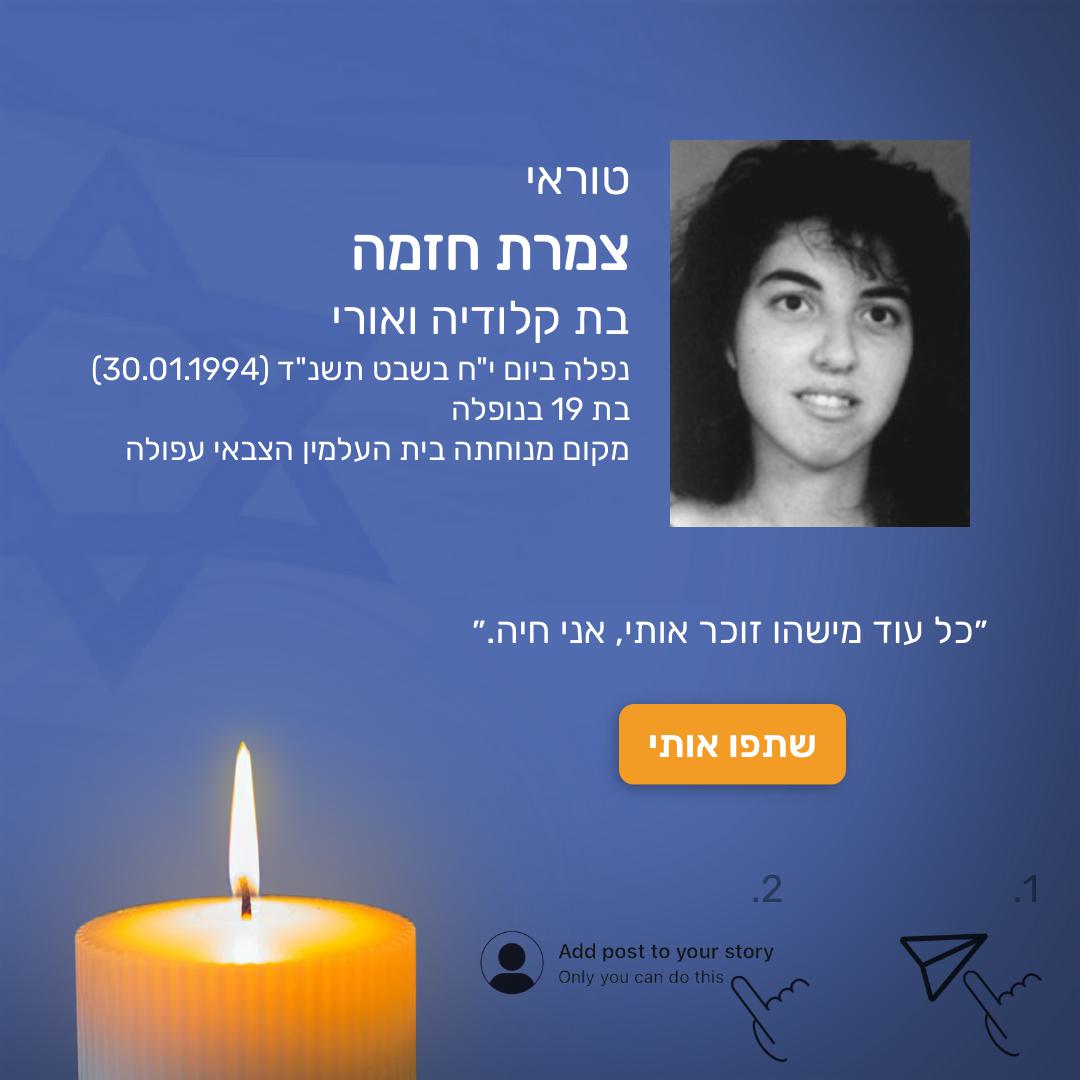 טוראי
צמרת חזמה
בת קלודיה ואורי
נפלה ביום י"ח בשבט תשנ"ד (30.01.1994)
בת 19 בנופלה
מקום מנוחתה בית העלמין הצבאי עפולה
״כל עוד מישהו זוכר אותי, אני חיה.״
שתפו אותי
1.
2.
Add post to your story
Only you can do this